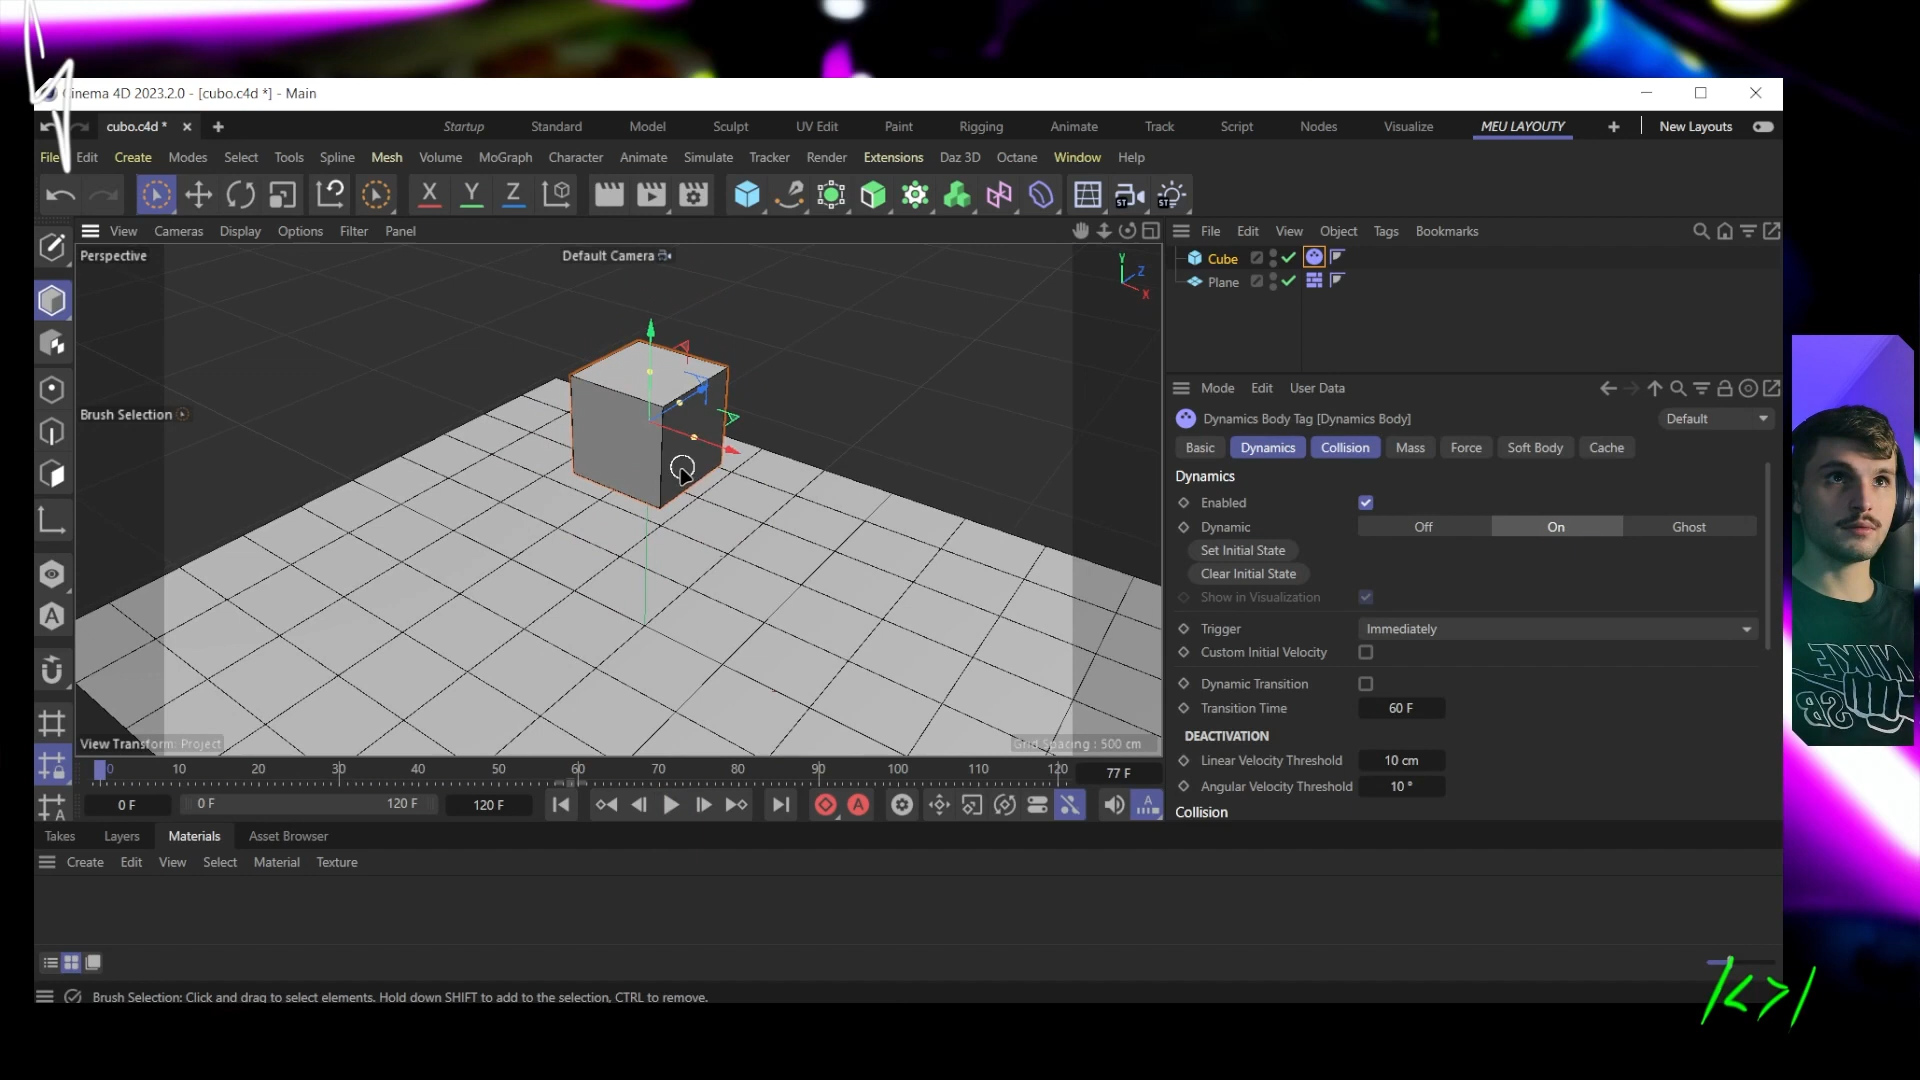 Cinema 4D 2023.2.0 - [cubo.c4d *] - Main
cubo.c4d * Startup Standard Model Sculpt UV Edit Paint Rigging Animate Track Script Nodes Visualize MEU LAYOUTY New Layouts
File Edit Create Modes Select Tools Spline Mesh Volume MoGraph Character Animate Simulate Tracker Render Extensions Daz 3D Octane Window Help
X Y Z ST ST
View Cameras Display Options Filter Panel
Perspective
Default Camera
Y
Z
X
Brush Selection
View Transform: Project
Grid Spacing : 500 cm
0 10 20 30 40 50 60 70 80 90 100 110 120 77 F
0 F 0 F 120 F 120 F
File Edit View Object Tags Bookmarks
Cube
Plane
Mode Edit User Data
Dynamics Body Tag [Dynamics Body] Default
Basic Dynamics Collision Mass Force Soft Body Cache
Dynamics
Enabled
Dynamic Off On Ghost
Set Initial State
Clear Initial State
Show in Visualization
Trigger Immediately
Custom Initial Velocity
Dynamic Transition
Transition Time 60 F
DEACTIVATION
Linear Velocity Threshold 10 cm
Angular Velocity Threshold 10 °
Collision
Takes Layers Materials Asset Browser
Create Edit View Select Material Texture
Brush Selection: Click and drag to select elements. Hold down SHIFT to add to the selection, CTRL to remove.
NIKE
SB